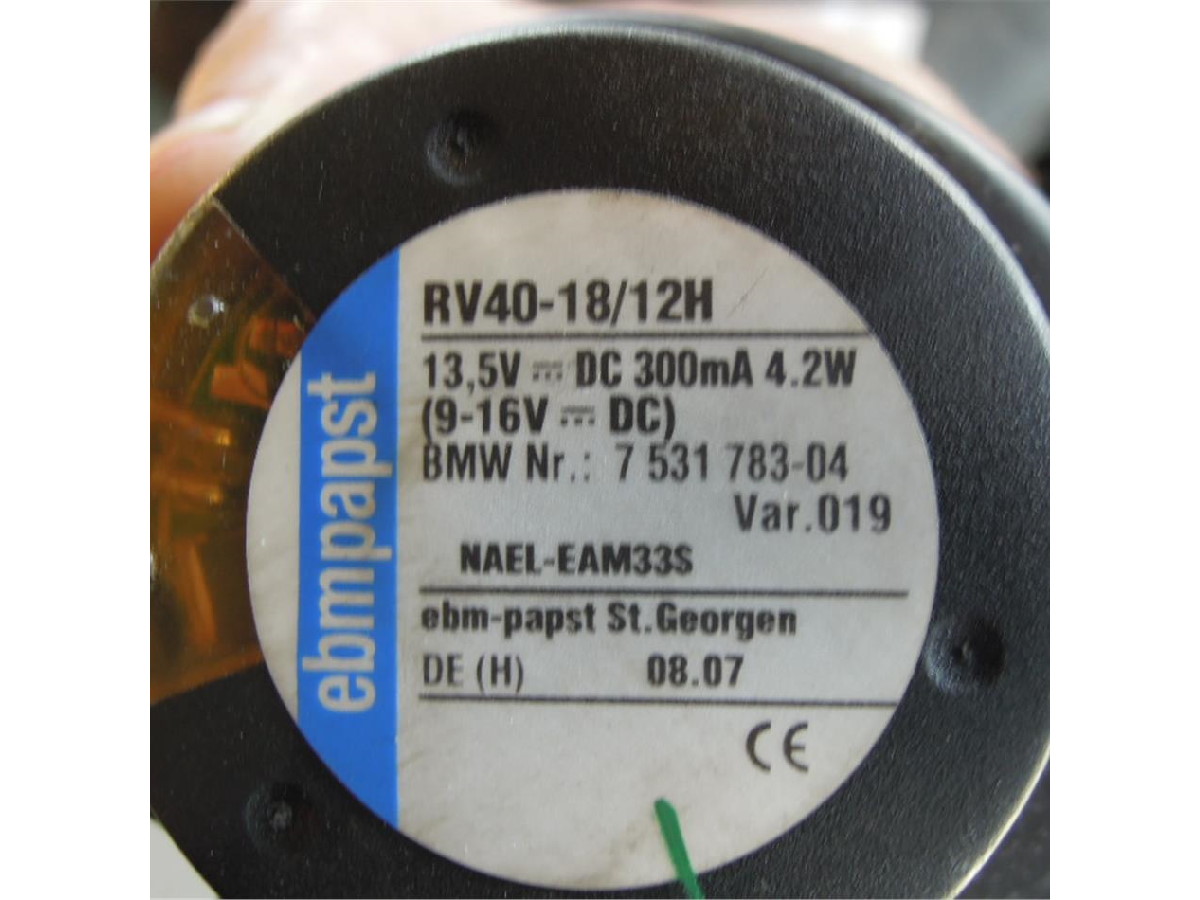 ebmpapst
RV40-18/12H
13,5V ⎓ DC 300mA 4.2W
(9-16V ⎓ DC)
BMW Nr.: 7 531 783-04
Var.019
NAEL-EAM33S
ebm-papst St.Georgen
DE (H) 08.07
CE